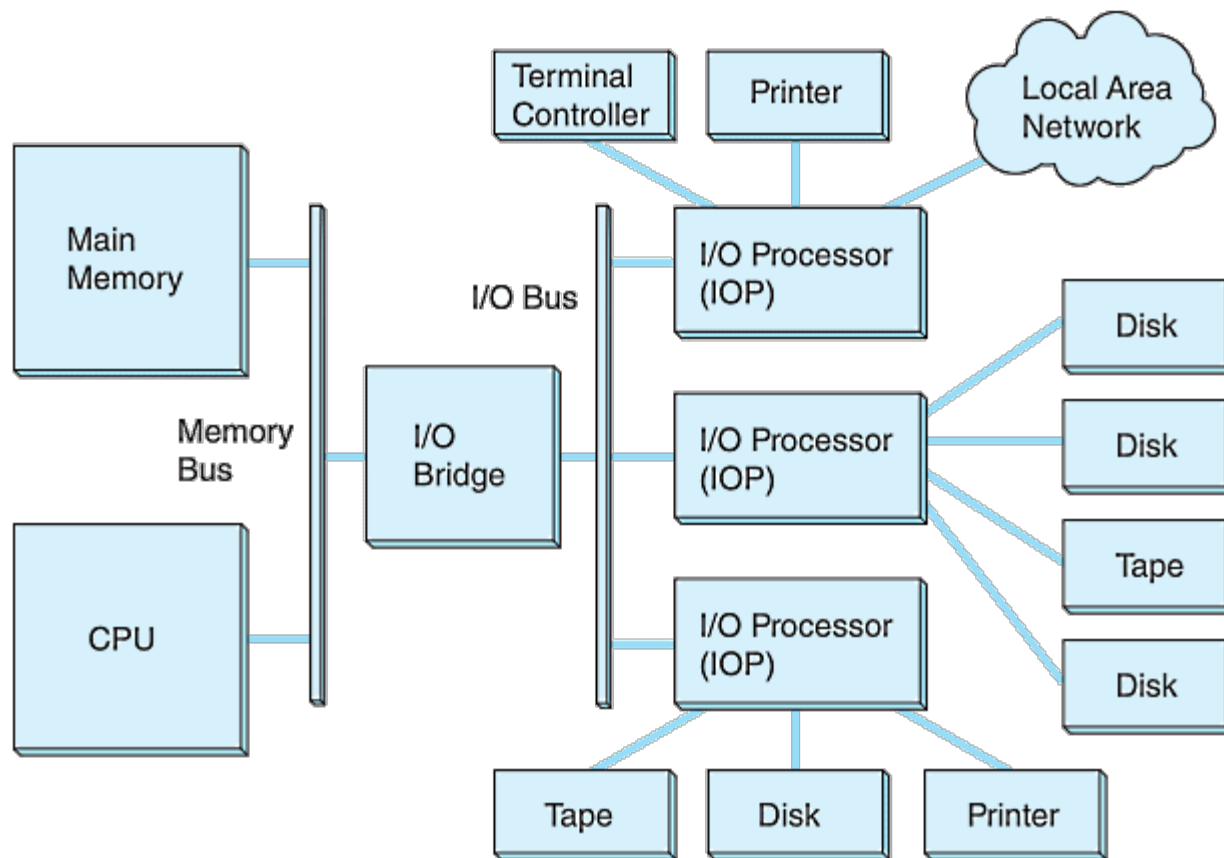 Terminal
Controller
Printer
Local Area
Network
Main
Memory
I/O Processor
(IOP)
I/O Bus
Disk
Memory
Bus
I/O
Bridge
I/O Processor
(IOP)
Disk
Tape
CPU
I/O Processor
(IOP)
Disk
Tape
Disk
Printer